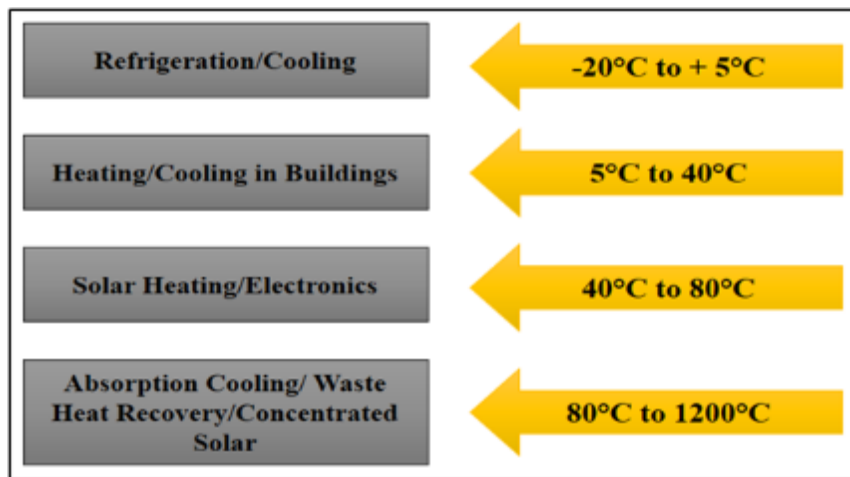 Refrigeration/Cooling
-20°C to + 5°C
Heating/Cooling in Buildings
5°C to 40°C
Solar Heating/Electronics
40°C to 80°C
Absorption Cooling/ Waste
Heat Recovery/Concentrated
Solar
80°C to 1200°C